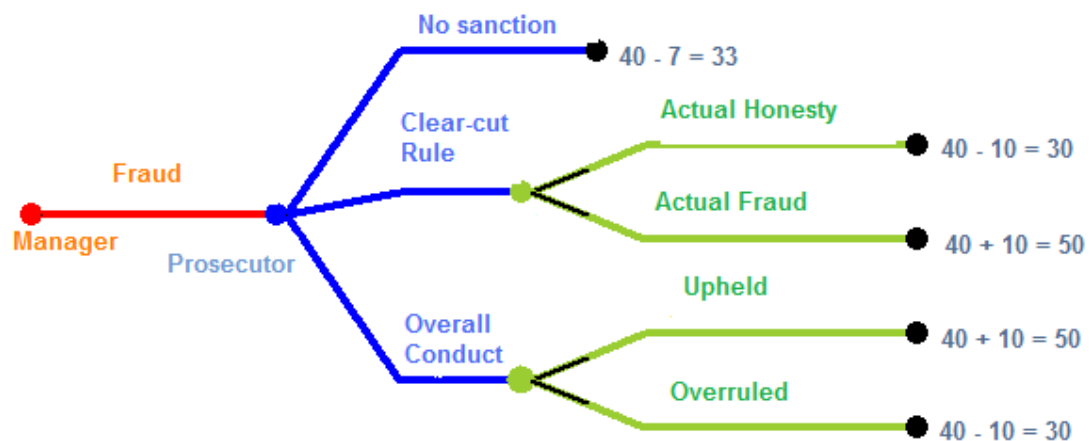 No sanction
40 - 7 = 33
Clear-cut
Rule
Actual Honesty
40 - 10 = 30
Fraud
Actual Fraud
Manager
40 + 10 = 50
Prosecutor
Upheld
Overall
Conduct
40 + 10 = 50
Overruled
40 - 10 = 30